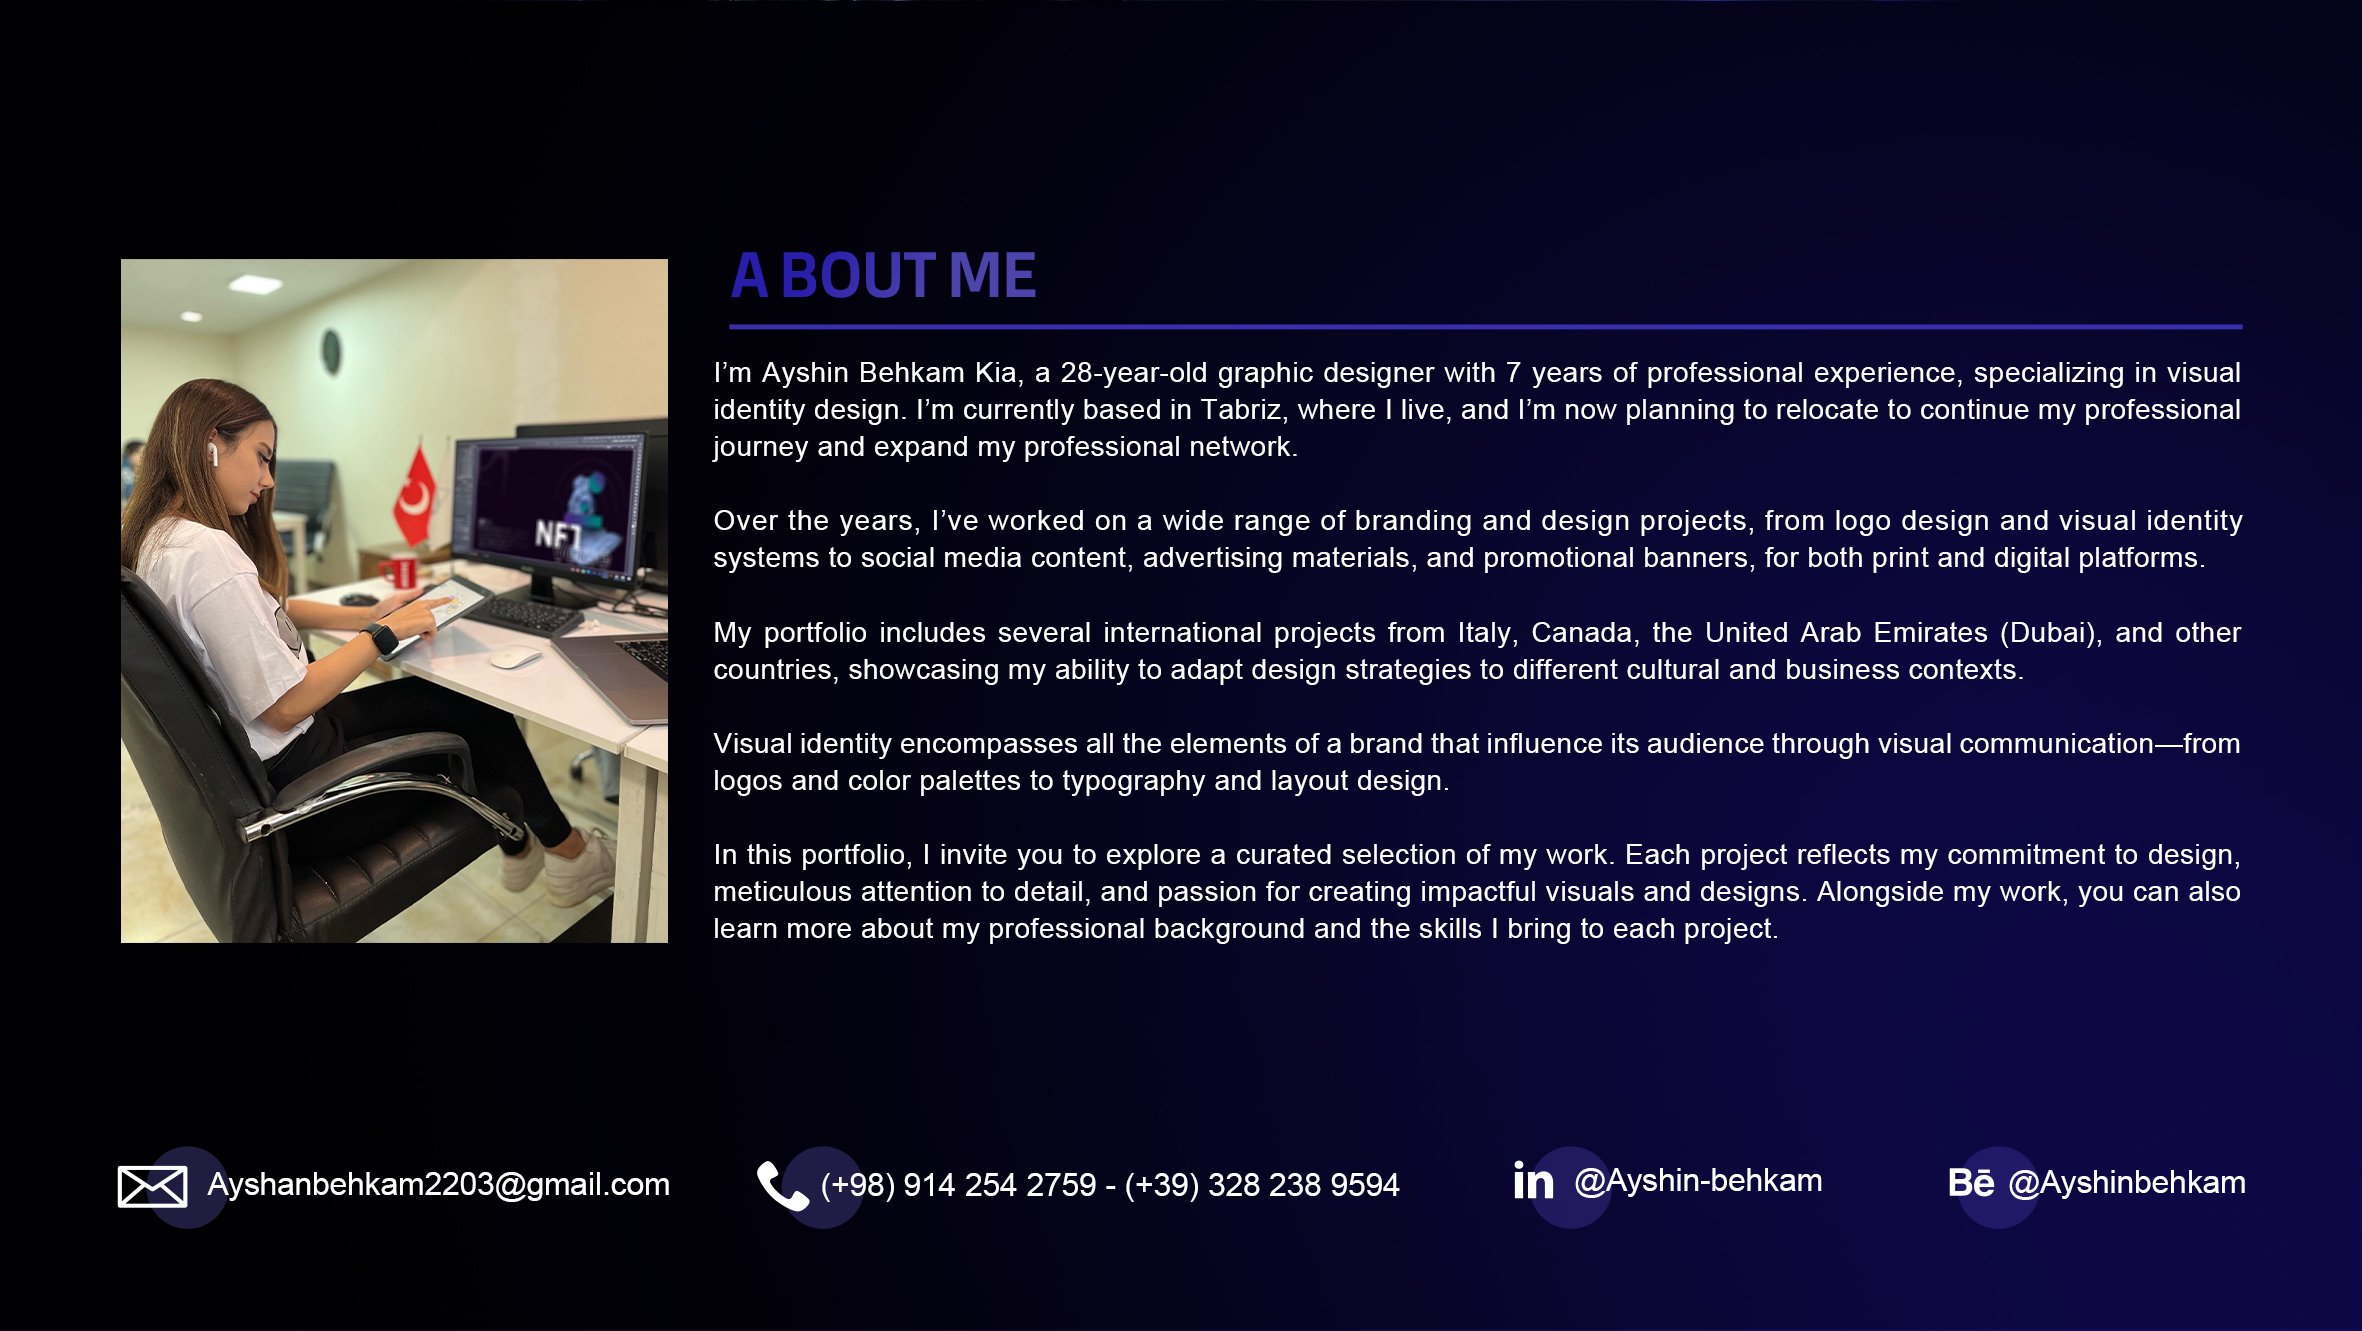 A BOUT ME
I’m Ayshin Behkam Kia, a 28-year-old graphic designer with 7 years of professional experience, specializing in visual
identity design. I’m currently based in Tabriz, where I live, and I’m now planning to relocate to continue my professional
journey and expand my professional network.
Over the years, I’ve worked on a wide range of branding and design projects, from logo design and visual identity
systems to social media content, advertising materials, and promotional banners, for both print and digital platforms.
My portfolio includes several international projects from Italy, Canada, the United Arab Emirates (Dubai), and other
countries, showcasing my ability to adapt design strategies to different cultural and business contexts.
Visual identity encompasses all the elements of a brand that influence its audience through visual communication—from
logos and color palettes to typography and layout design.
In this portfolio, I invite you to explore a curated selection of my work. Each project reflects my commitment to design,
meticulous attention to detail, and passion for creating impactful visuals and designs. Alongside my work, you can also
learn more about my professional background and the skills I bring to each project.
NFT
Ayshanbehkam2203@gmail.com
(+98) 914 254 2759 - (+39) 328 238 9594
in @Ayshin-behkam
Bē @Ayshinbehkam